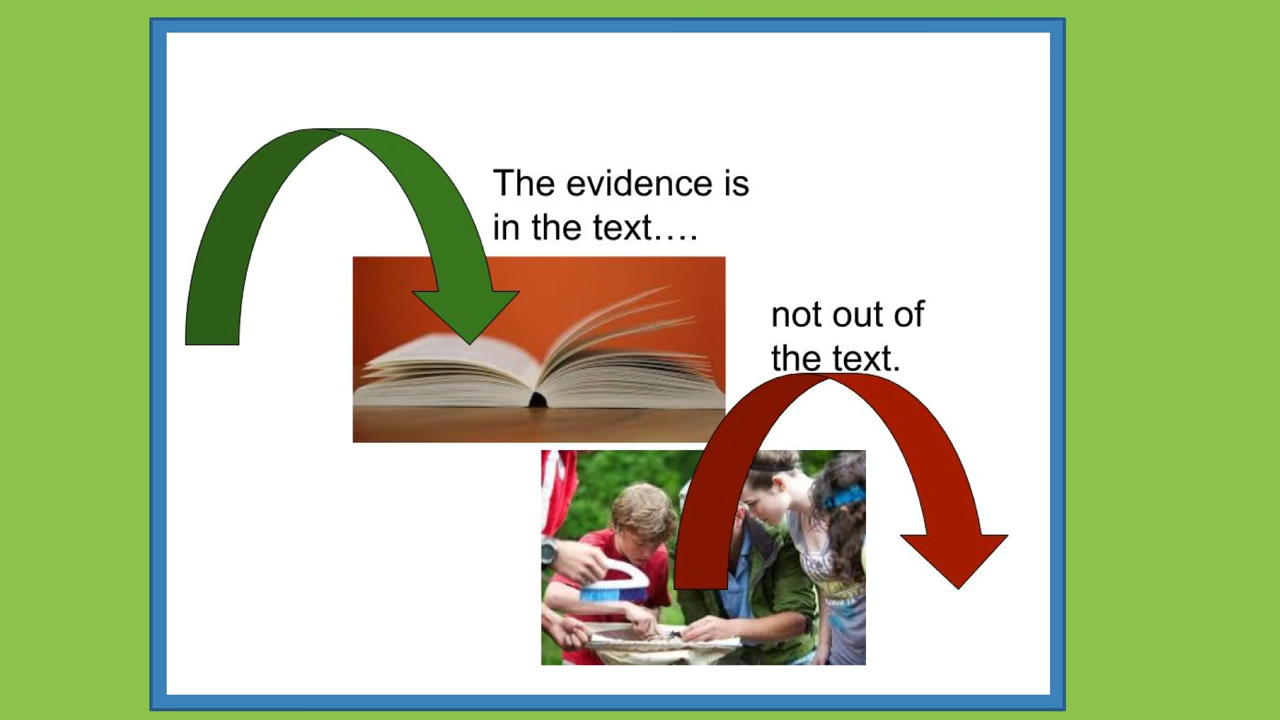 The evidence is
in the text….
not out of
the text.